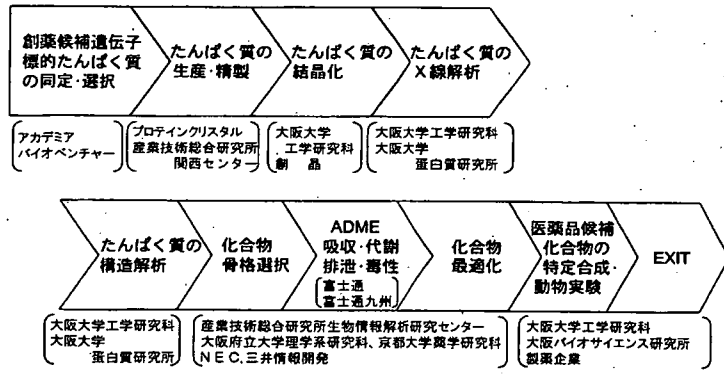 創薬候補遺伝子
標的たんぱく質
の同定・選択
たんぱく質の
生産・精製
たんぱく質の
結晶化
たんぱく質の
X線解析
アカデミア
バイオベンチャー
プロテインクリスタル
産業技術総合研究所
関西センター
大阪大学
工学研究科
創 晶
大阪大学工学研究科
大阪大学
蛋白質研究所
たんぱく質の
構造解析
化合物
骨格選択
ADME
吸収・代謝
排泄・毒性
富士通
富士通九州
化合物
最適化
医薬品候補
化合物の
特定合成・
動物実験
EXIT
大阪大学工学研究科
大阪大学
蛋白質研究所
産業技術総合研究所生物情報解析研究センター
大阪府立大学理学系研究科、京都大学薬学研究科
NEC、三井情報開発
大阪大学工学研究科
大阪バイオサイエンス研究所
製薬企業